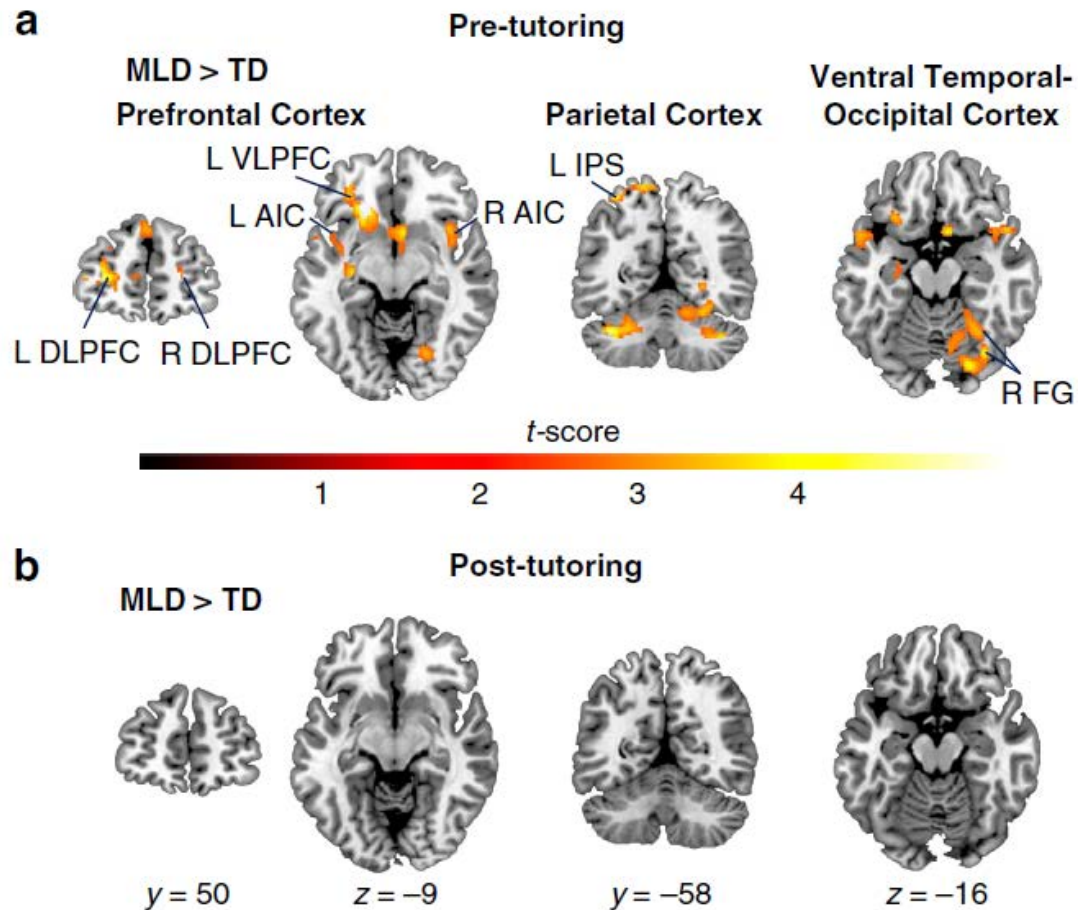 a
Pre-tutoring
MLD > TD
Prefrontal Cortex
Parietal Cortex
Ventral Temporal-
Occipital Cortex
L VLPFC
L AIC
R AIC
L DLPFC
R DLPFC
L IPS
R FG
t-score
1 2 3 4
b
Post-tutoring
MLD > TD
y = 50
z = –9
y = –58
z = –16